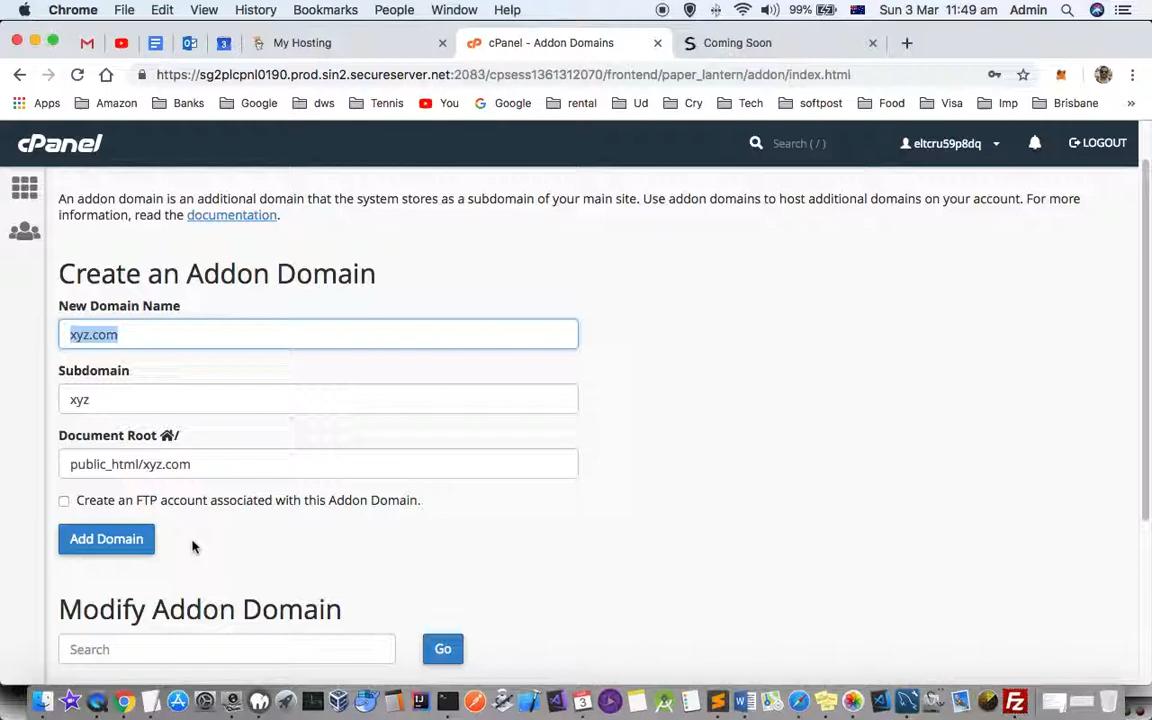 Chrome File Edit View History Bookmarks People Window Help 99% Sun 3 Mar 11:49 am Admin
My Hosting cPanel - Addon Domains Coming Soon
https://sg2plcpnl0190.prod.sin2.secureserver.net:2083/cpsess1361312070/frontend/paper_lantern/addon/index.html
Apps Amazon Banks Google dws Tennis You Google rental Ud Cry Tech softpost Food Visa Imp Brisbane »
cPanel Search ( / ) eltcru59p8dq LOGOUT
An addon domain is an additional domain that the system stores as a subdomain of your main site. Use addon domains to host additional domains on your account. For more
information, read the documentation.
Create an Addon Domain
New Domain Name
xyz.com
Subdomain
xyz
Document Root /
public_html/xyz.com
Create an FTP account associated with this Addon Domain.
Add Domain
Modify Addon Domain
Search Go